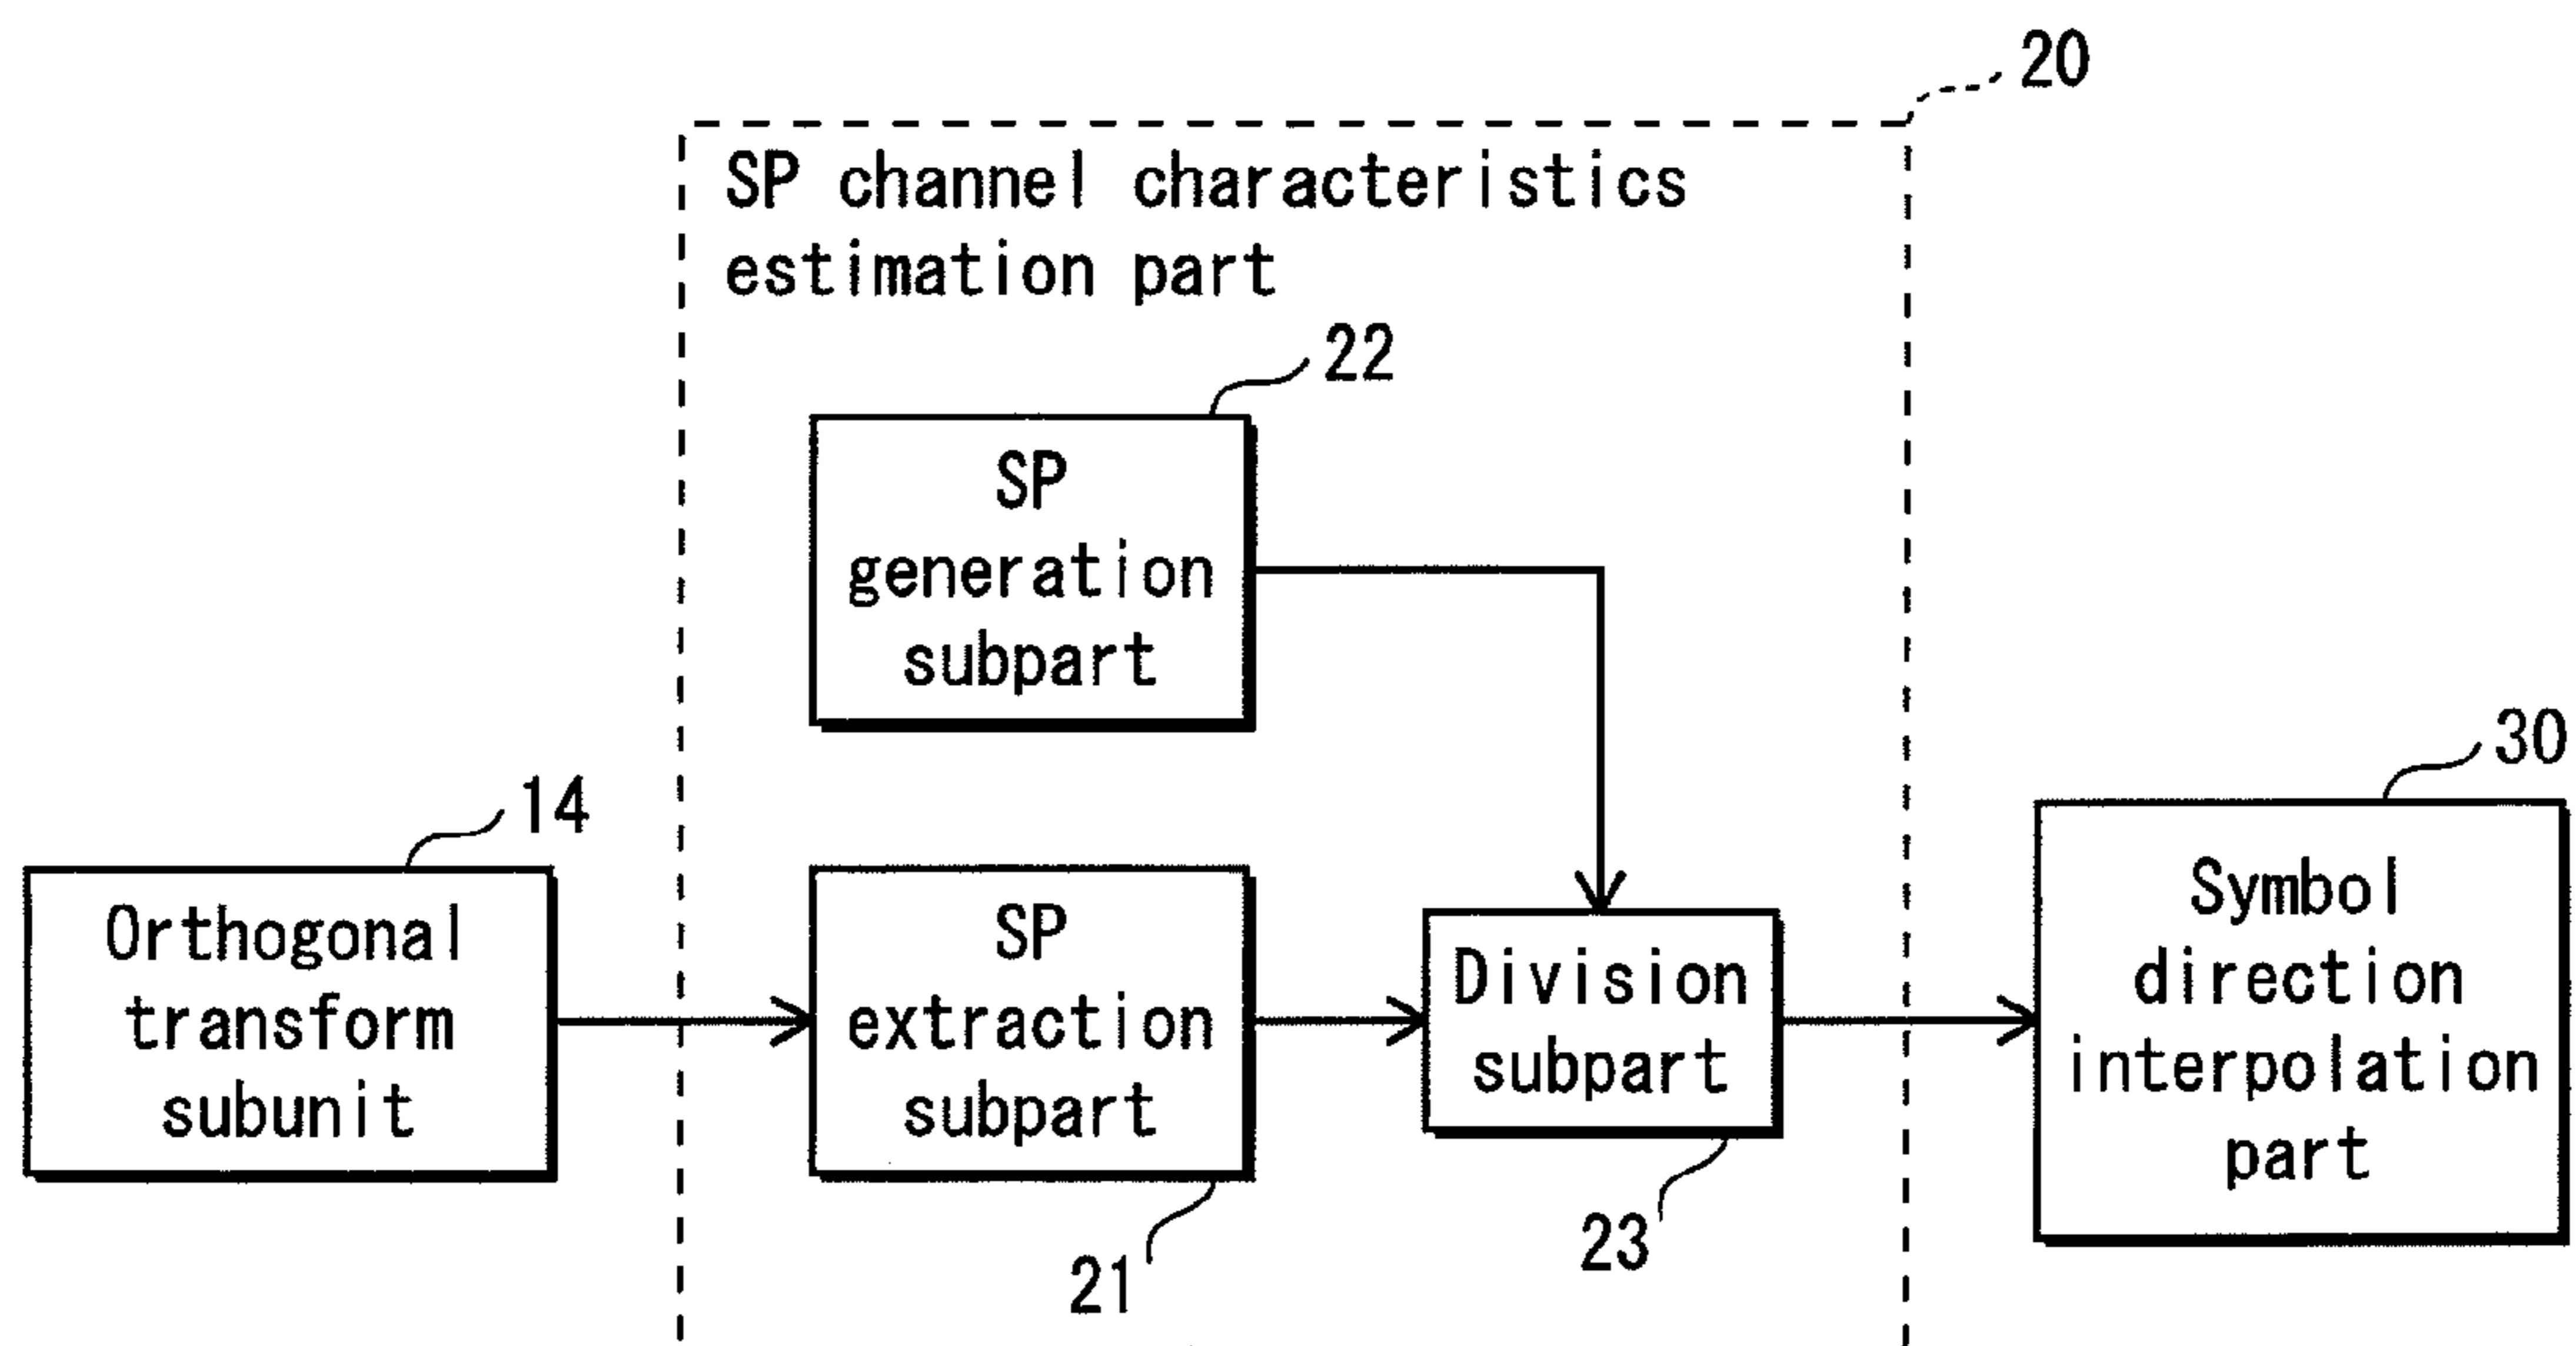 20
SP channel characteristics
estimation part
22
SP
generation
subpart
14
Orthogonal
transform
subunit
SP
extraction
subpart
21
Division
subpart
23
30
Symbol
direction
interpolation
part